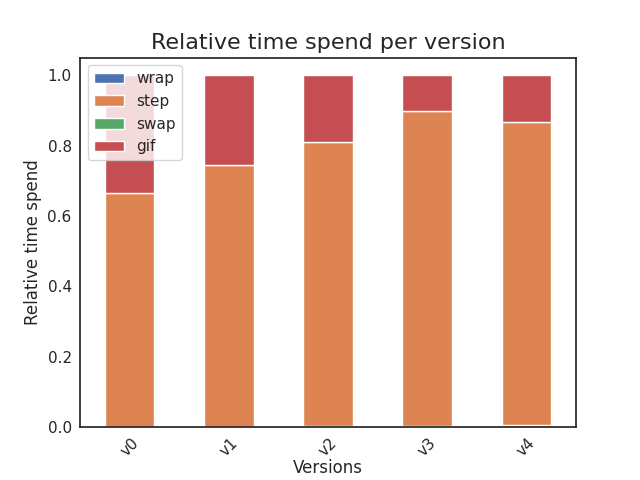 Relative time spend per version
1.0
0.8
0.6
0.4
0.2
0.0
Relative time spend
wrap
step
swap
gif
v0
v1
v2
v3
v4
Versions